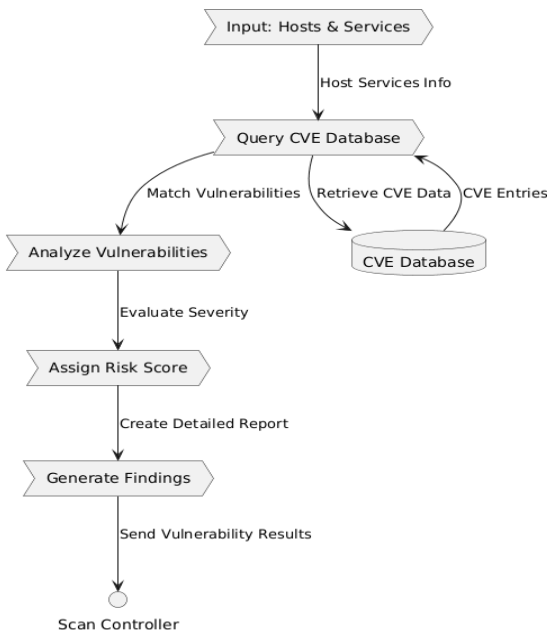 Input: Hosts & Services
Host Services Info
Query CVE Database
Match Vulnerabilities
Retrieve CVE Data
CVE Entries
Analyze Vulnerabilities
CVE Database
Evaluate Severity
Assign Risk Score
Create Detailed Report
Generate Findings
Send Vulnerability Results
Scan Controller